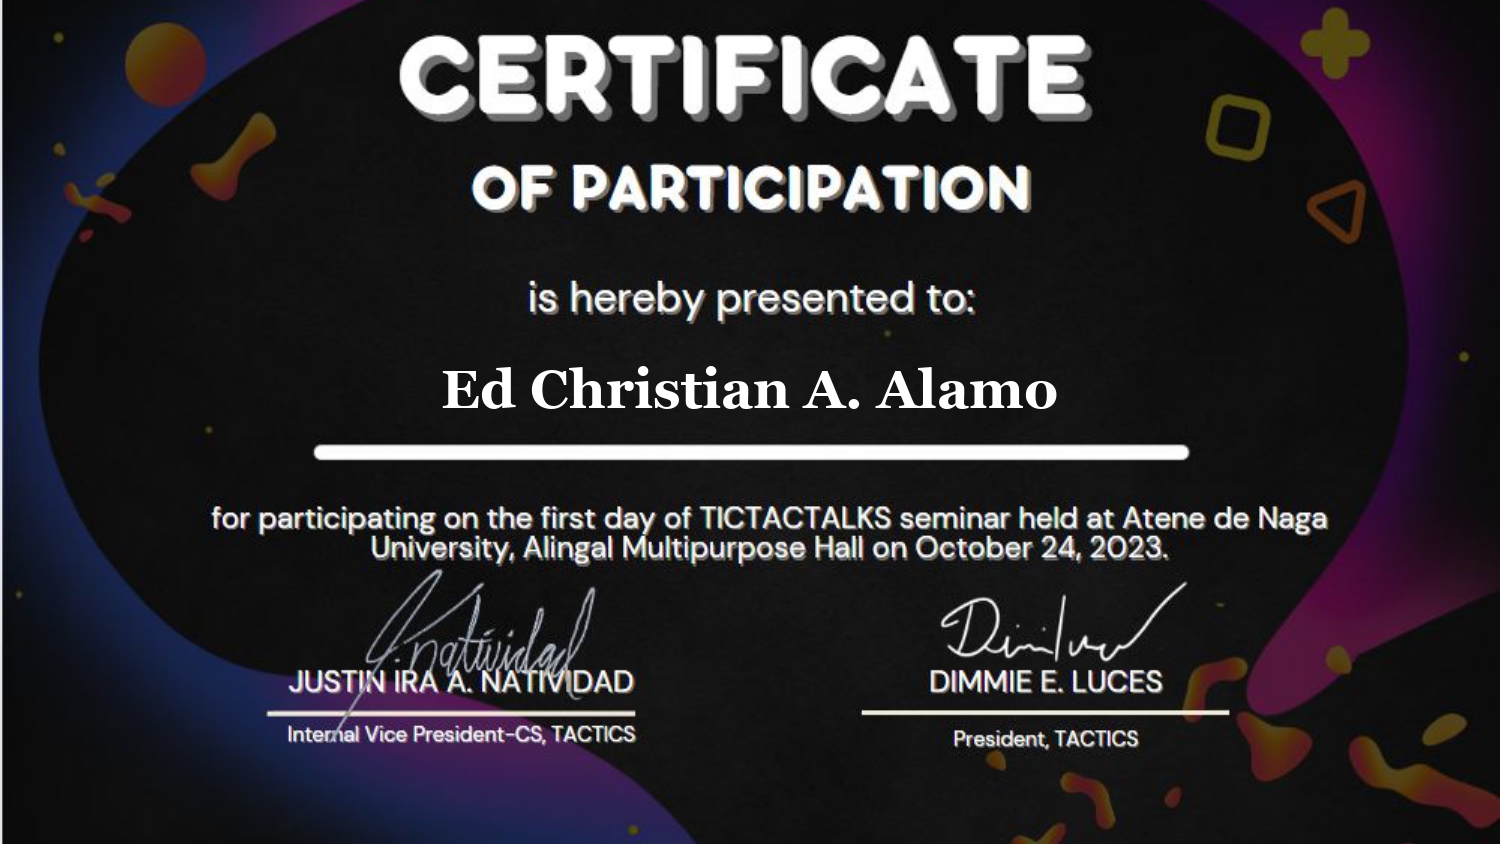 CERTIFICATE
OF PARTICIPATION
is hereby presented to:
Ed Christian A. Alamo
for participating on the first day of TICTACTALKS seminar held at Atene de Naga
University, Alingal Multipurpose Hall on October 24, 2023.
J. natividad
JUSTIN IRA A. NATIVIDAD
Internal Vice President-CS, TACTICS
DIMMIE E. LUCES
President, TACTICS